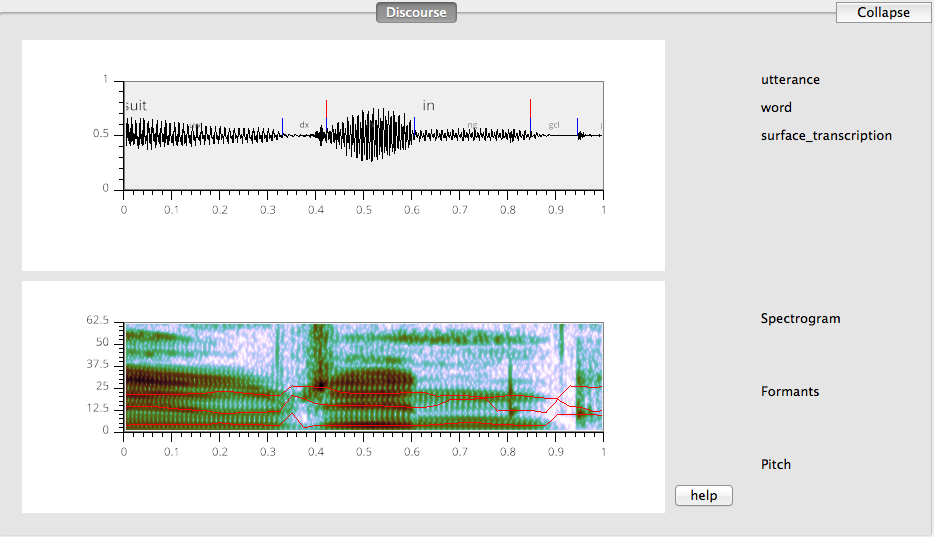 Discourse
Collapse
1
0.5
0
suit
dx
in
ng
gcl
0 0.1 0.2 0.3 0.4 0.5 0.6 0.7 0.8 0.9 1
utterance
word
surface_transcription
62.5
50
37.5
25
12.5
0
0 0.1 0.2 0.3 0.4 0.5 0.6 0.7 0.8 0.9 1
Spectrogram
Formants
Pitch
help